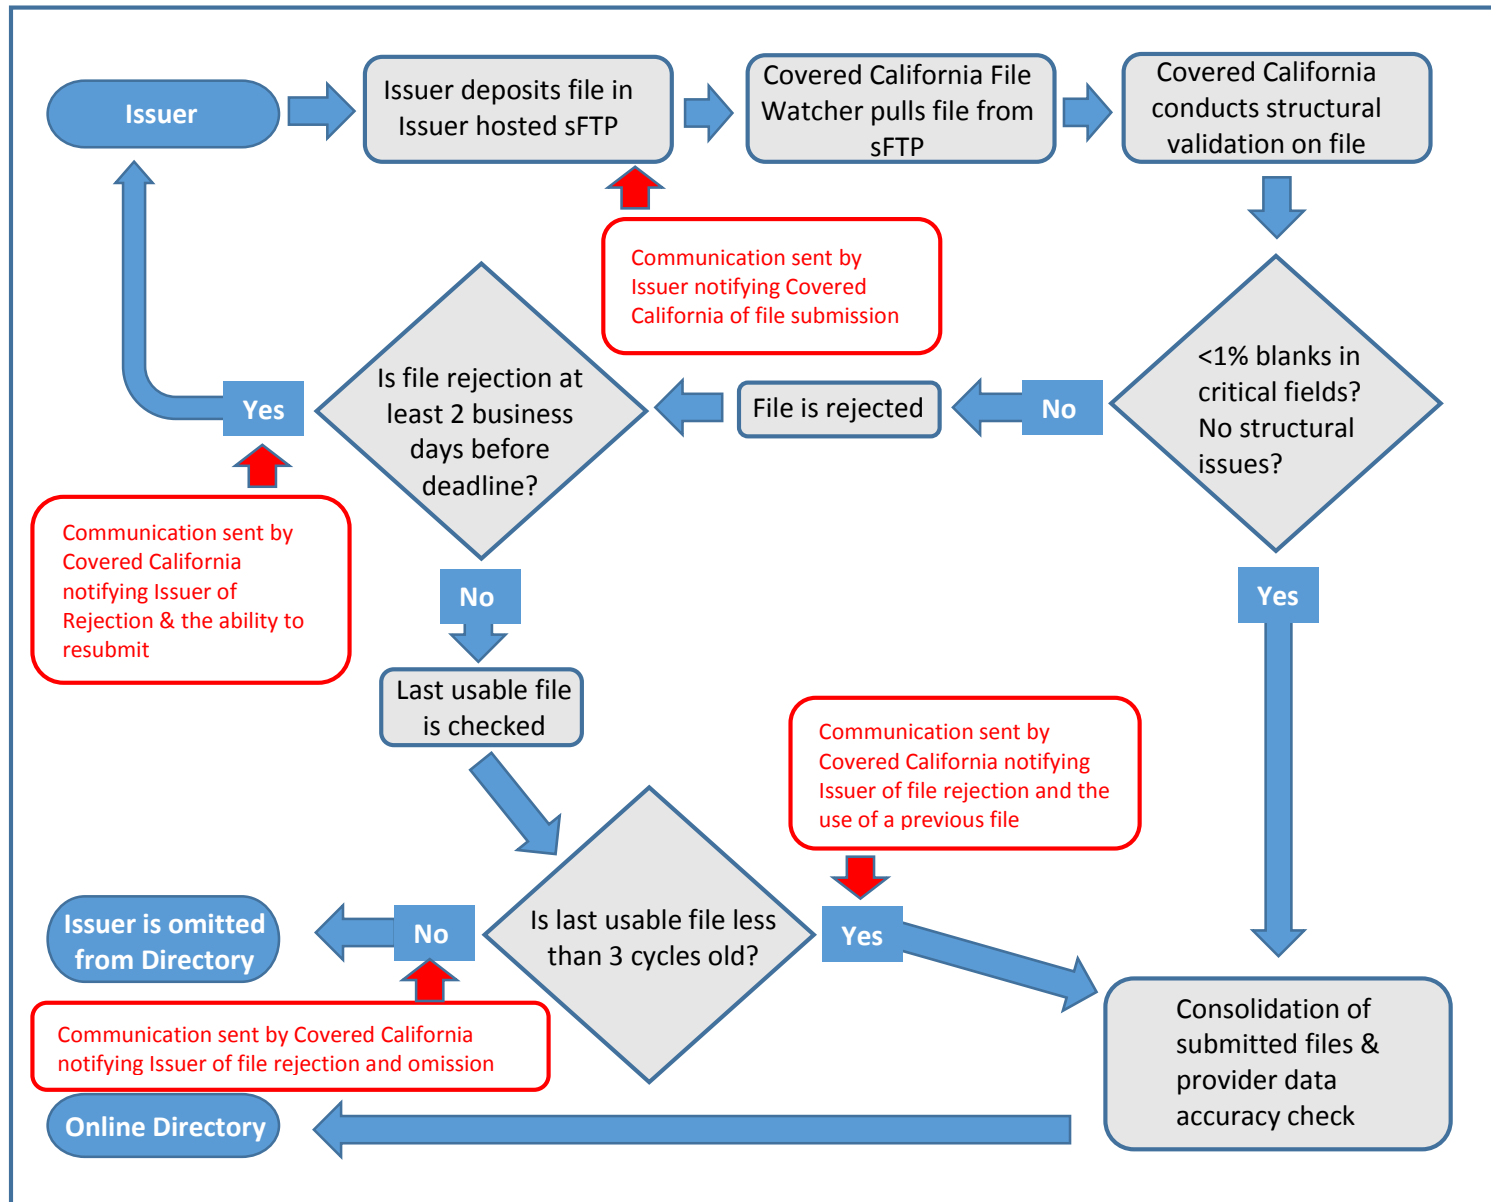 Issuer
Issuer deposits file in
Issuer hosted sFTP
Covered California File
Watcher pulls file from
sFTP
Covered California
conducts structural
validation on file
Communication sent by
Issuer notifying Covered
California of file submission
<1% blanks in
critical fields?
No structural
issues?
No
File is rejected
Is file rejection at
least 2 business
days before
deadline?
Yes
Communication sent by
Covered California
notifying Issuer of
Rejection & the ability to
resubmit
No
Yes
Last usable file
is checked
Communication sent by
Covered California notifying
Issuer of file rejection and the
use of a previous file
Is last usable file less
than 3 cycles old?
Yes
No
Issuer is omitted
from Directory
Communication sent by Covered California
notifying Issuer of file rejection and omission
Consolidation of
submitted files &
provider data
accuracy check
Online Directory